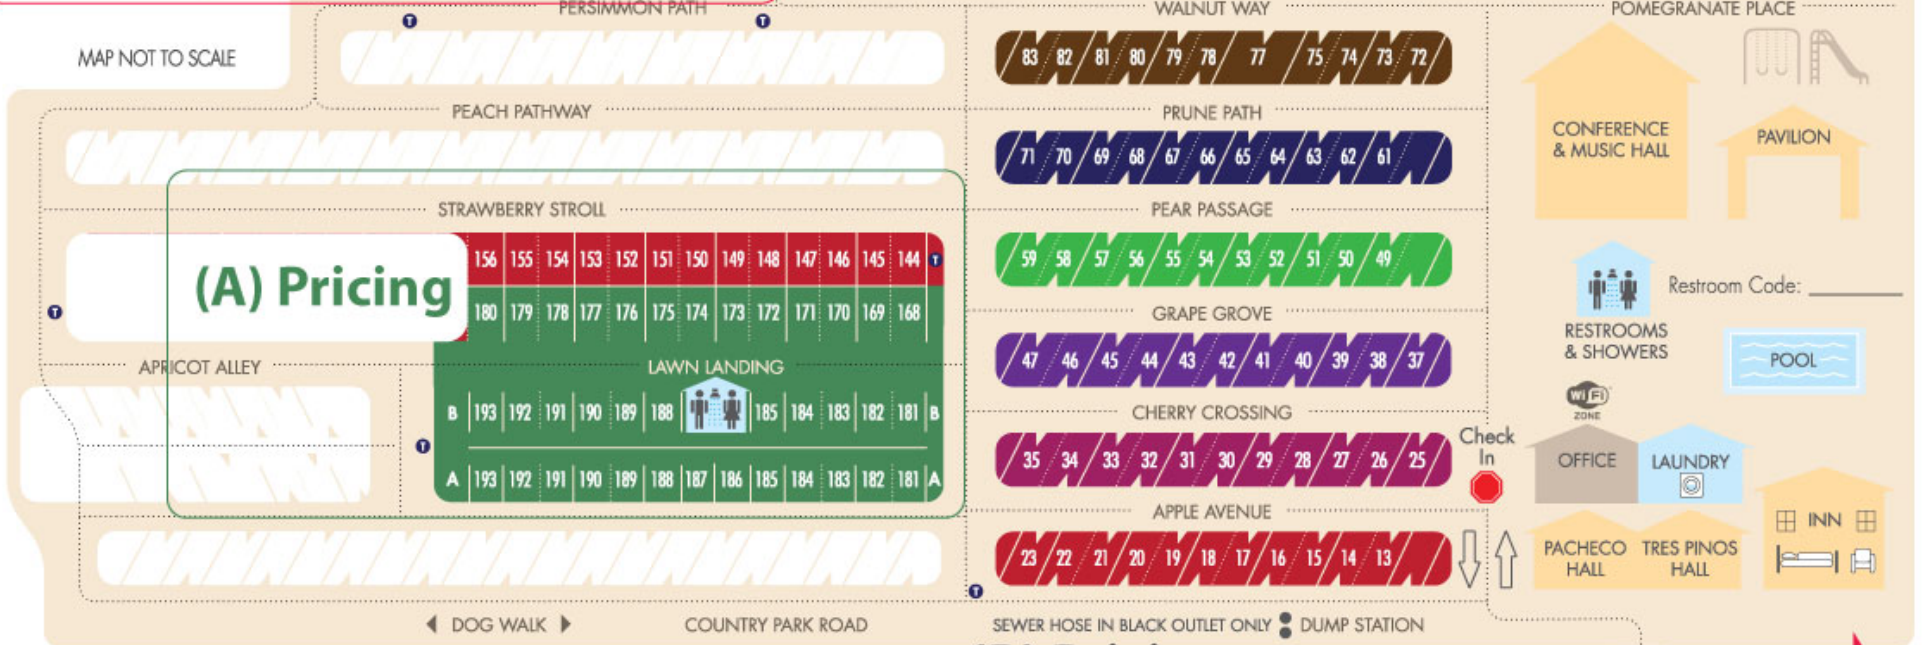 PERSIMMON PATH
WALNUT WAY
POMEGRANATE PLACE
T
T
MAP NOT TO SCALE
83 82 81 80 79 78 77 75 74 73 72
PEACH PATHWAY
PRUNE PATH
CONFERENCE
& MUSIC HALL
PAVILION
71 70 69 68 67 66 65 64 63 62 61
STRAWBERRY STROLL
PEAR PASSAGE
(A) Pricing
156 155 154 153 152 151 150 149 148 147 146 145 144 T
59 58 57 56 55 54 53 52 51 50 49
Restroom Code:
T
180 179 178 177 176 175 174 173 172 171 170 169 168
GRAPE GROVE
RESTROOMS
& SHOWERS
POOL
APRICOT ALLEY
LAWN LANDING
47 46 45 44 43 42 41 40 39 38 37
WiFi
ZONE
B 193 192 191 190 189 188 185 184 183 182 181 B
CHERRY CROSSING
T
Check
In
35 34 33 32 31 30 29 28 27 26 25
OFFICE
LAUNDRY
A 193 192 191 190 189 188 187 186 185 184 183 182 181 A
APPLE AVENUE
INN
23 22 21 20 19 18 17 16 15 14 13
PACHECO
HALL
TRES PINOS
HALL
T
DOG WALK
COUNTRY PARK ROAD
SEWER HOSE IN BLACK OUTLET ONLY
DUMP STATION